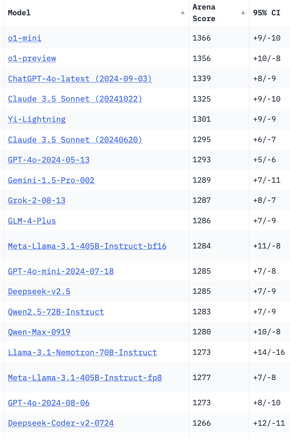 Model Arena Score 95% CI
o1-mini 1366 +9/-10
o1-preview 1356 +10/-8
ChatGPT-4o-latest (2024-09-03) 1339 +8/-9
Claude 3.5 Sonnet (20241022) 1325 +9/-10
Yi-Lightning 1301 +9/-9
Claude 3.5 Sonnet (20240620) 1295 +6/-7
GPT-4o-2024-05-13 1293 +5/-6
Gemini-1.5-Pro-002 1289 +7/-11
Grok-2-08-13 1287 +8/-7
GLM-4-Plus 1286 +7/-9
Meta-Llama-3.1-405B-Instruct-bf16 1284 +11/-8
GPT-4o-mini-2024-07-18 1285 +7/-8
Deepseek-v2.5 1285 +7/-9
Qwen2.5-72B-Instruct 1283 +7/-9
Qwen-Max-0919 1280 +10/-8
Llama-3.1-Nemotron-70B-Instruct 1273 +14/-16
Meta-Llama-3.1-405B-Instruct-fp8 1277 +7/-8
GPT-4o-2024-08-06 1273 +8/-10
Deepseek-Coder-v2-0724 1266 +12/-11